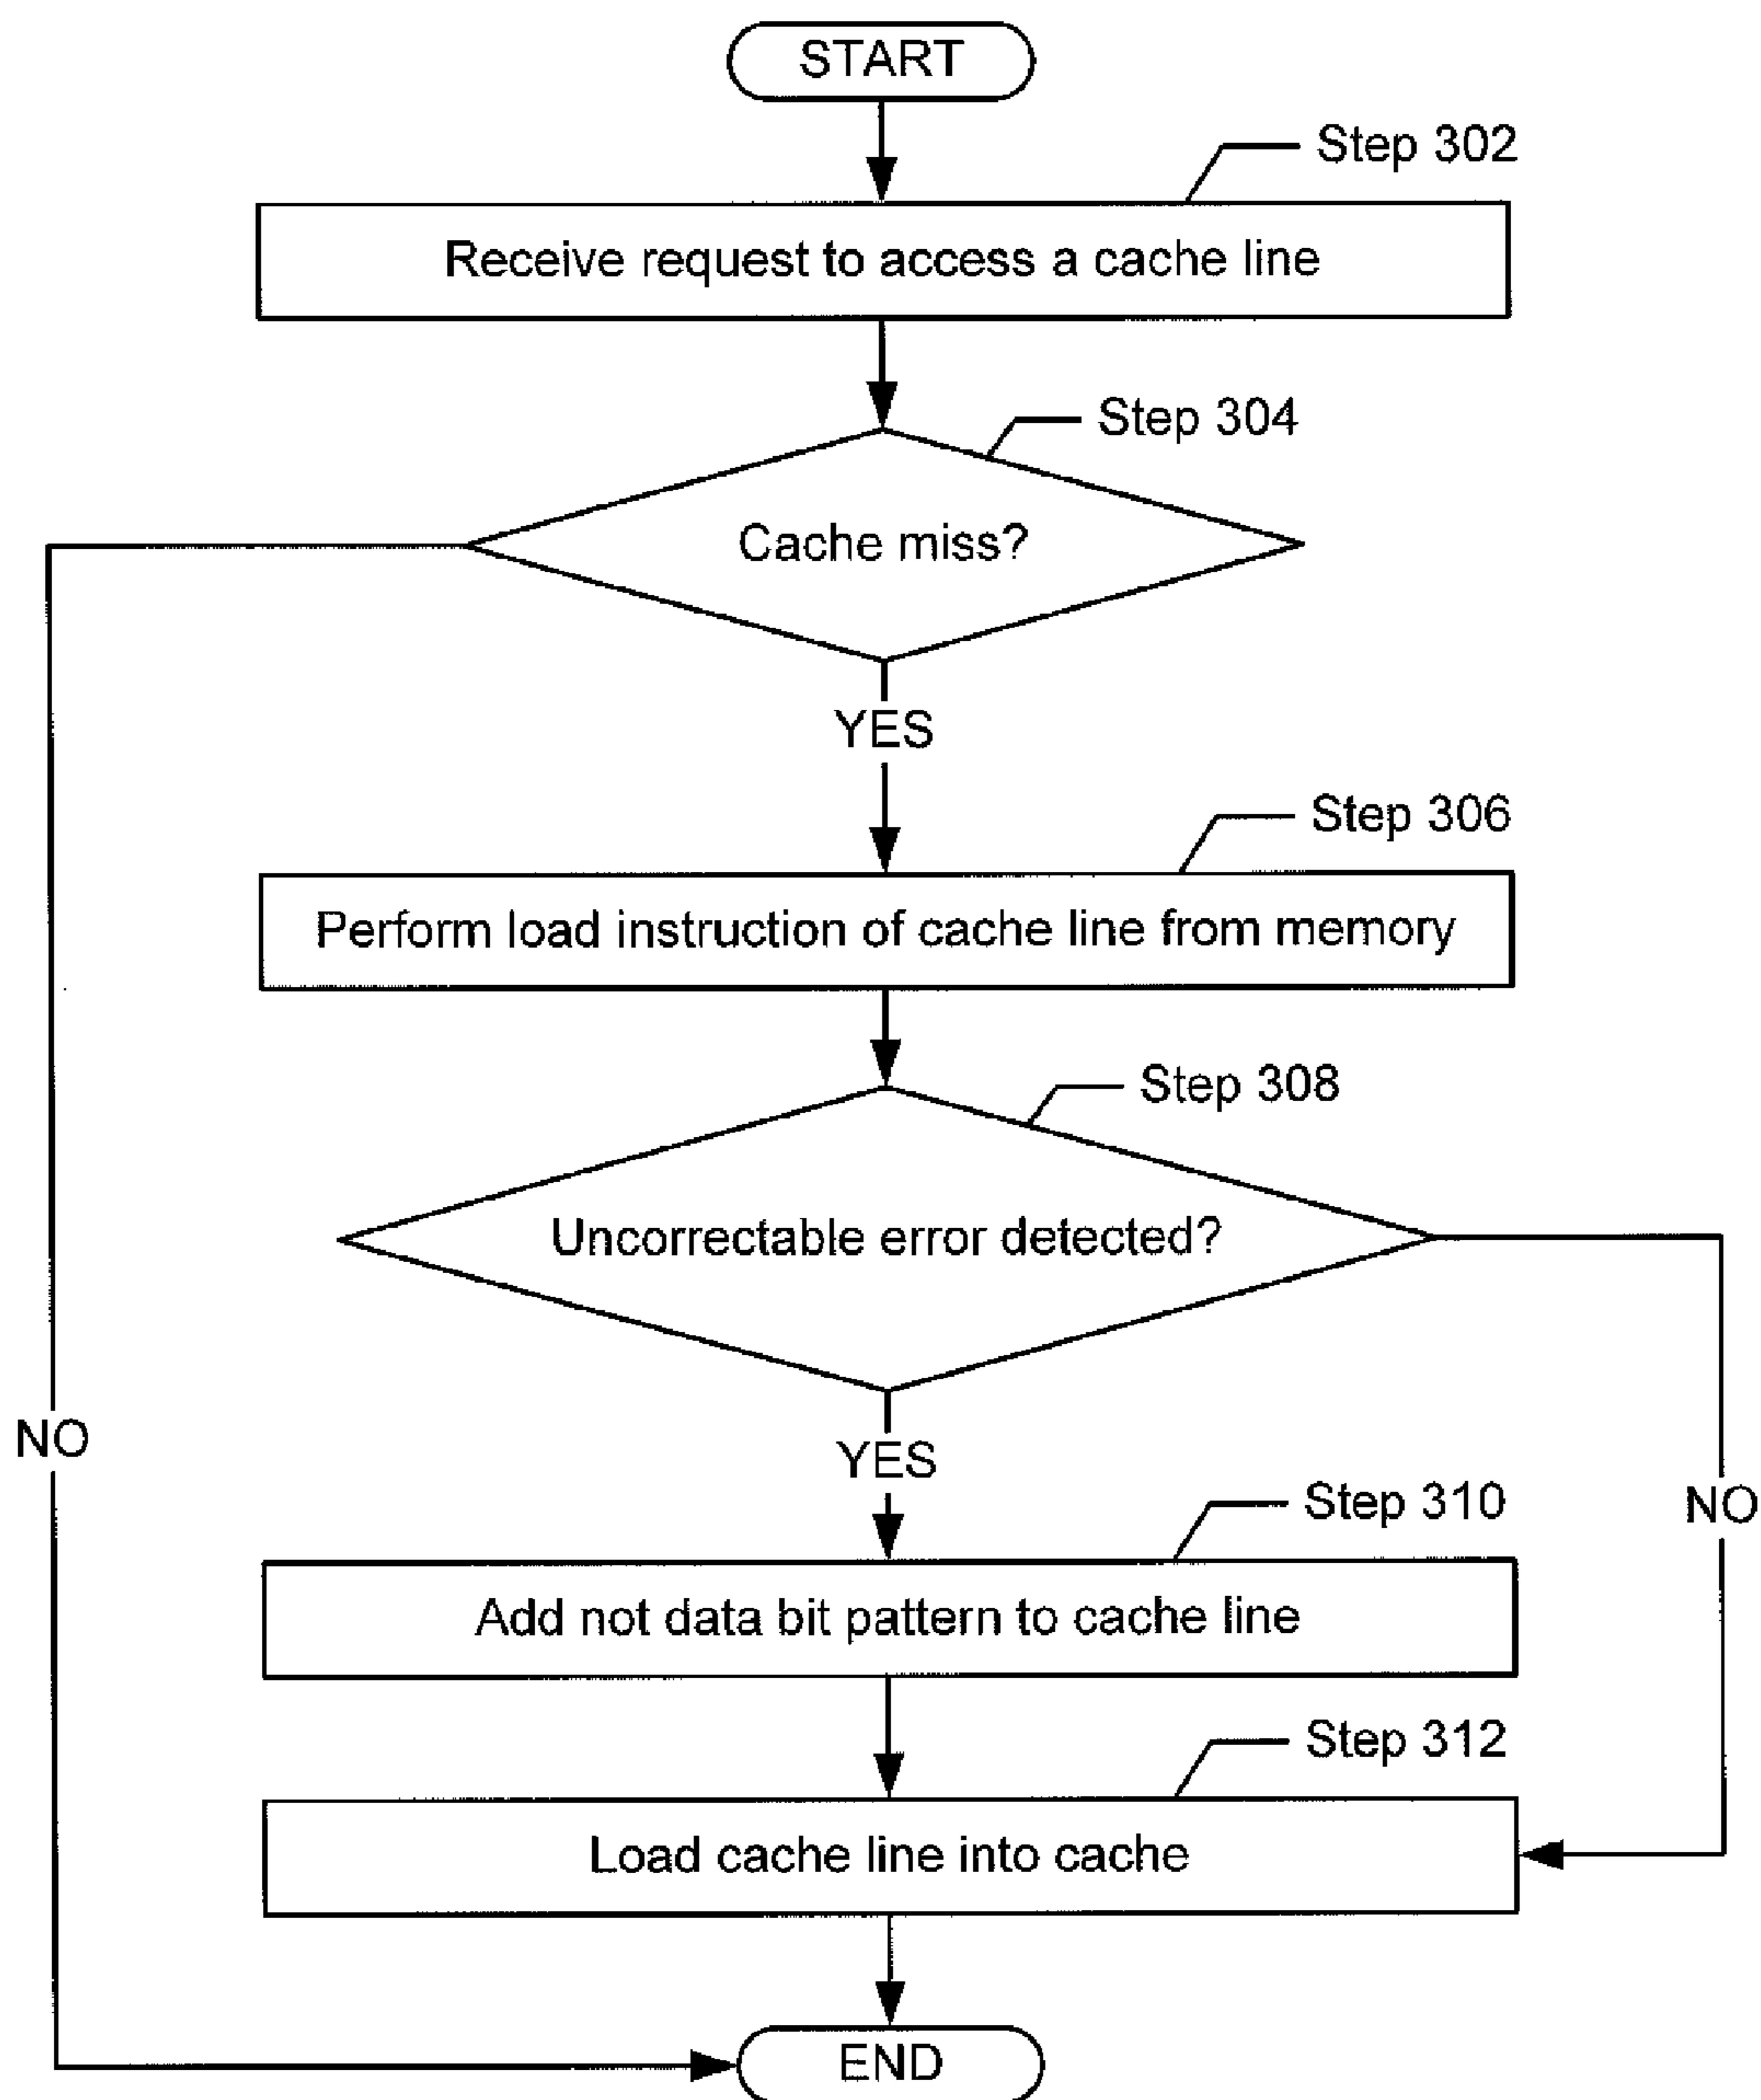 START
Step 302
Receive request to access a cache line
Step 304
Cache miss?
YES
Step 306
Perform load instruction of cache line from memory
Step 308
Uncorrectable error detected?
NO
YES
Step 310
NO
Add not data bit pattern to cache line
Step 312
Load cache line into cache
END